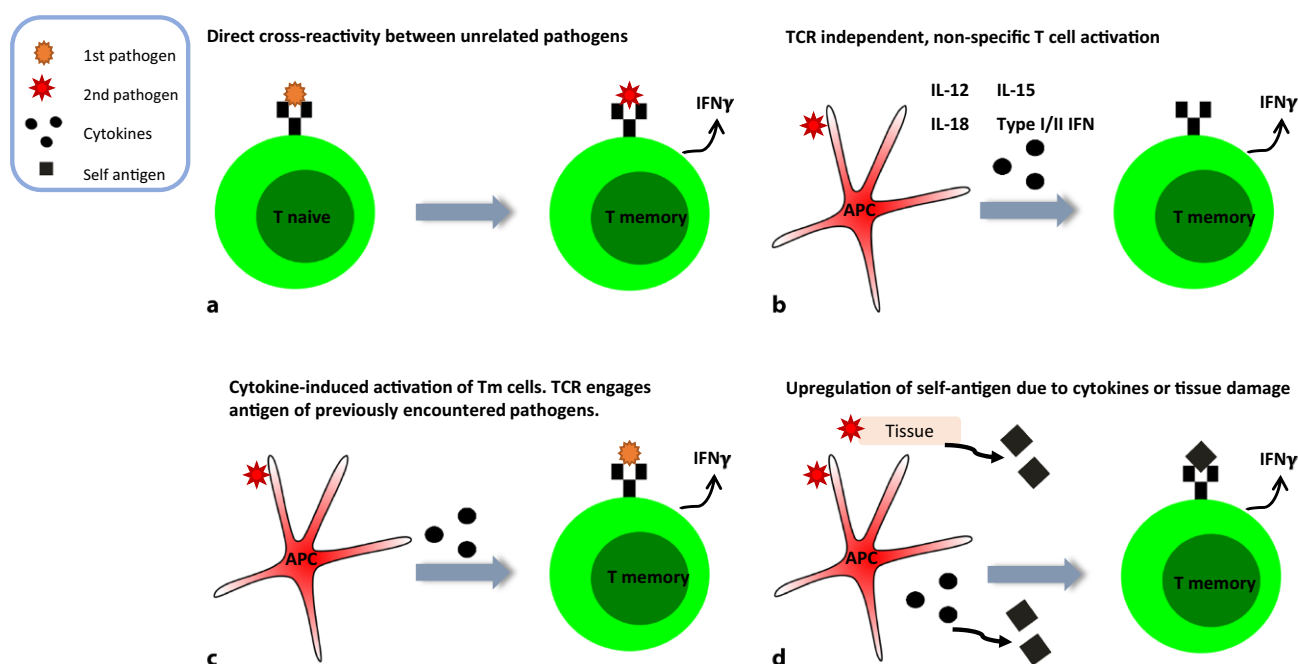 1st pathogen
2nd pathogen
Cytokines
Self antigen
Direct cross-reactivity between unrelated pathogens
T naive
T memory
IFNγ
a
TCR independent, non-specific T cell activation
IL-12 IL-15
IL-18 Type I/II IFN
APC
T memory
IFNγ
b
Cytokine-induced activation of Tm cells. TCR engages
antigen of previously encountered pathogens.
APC
T memory
IFNγ
c
Upregulation of self-antigen due to cytokines or tissue damage
Tissue
APC
T memory
IFNγ
d